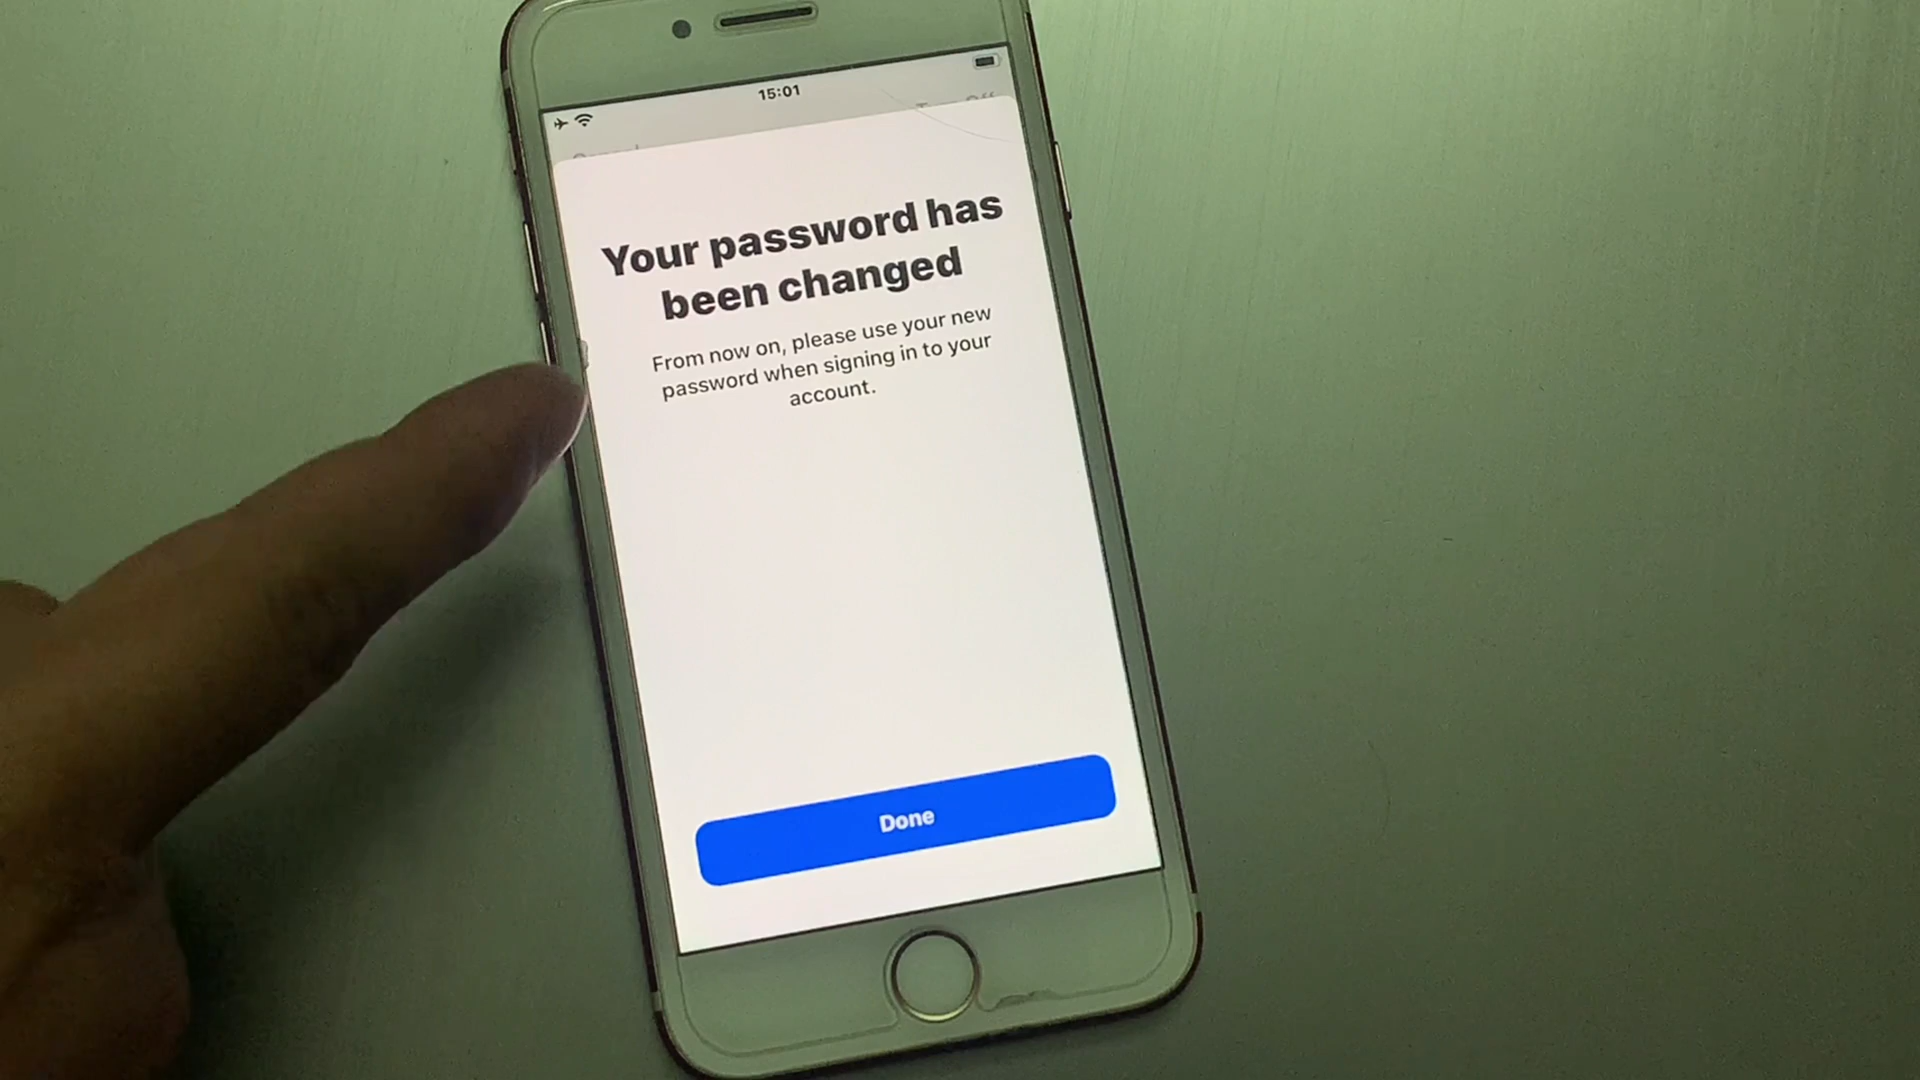 15:01
Your password has
been changed
From now on, please use your new
password when signing in to your
account.
Done